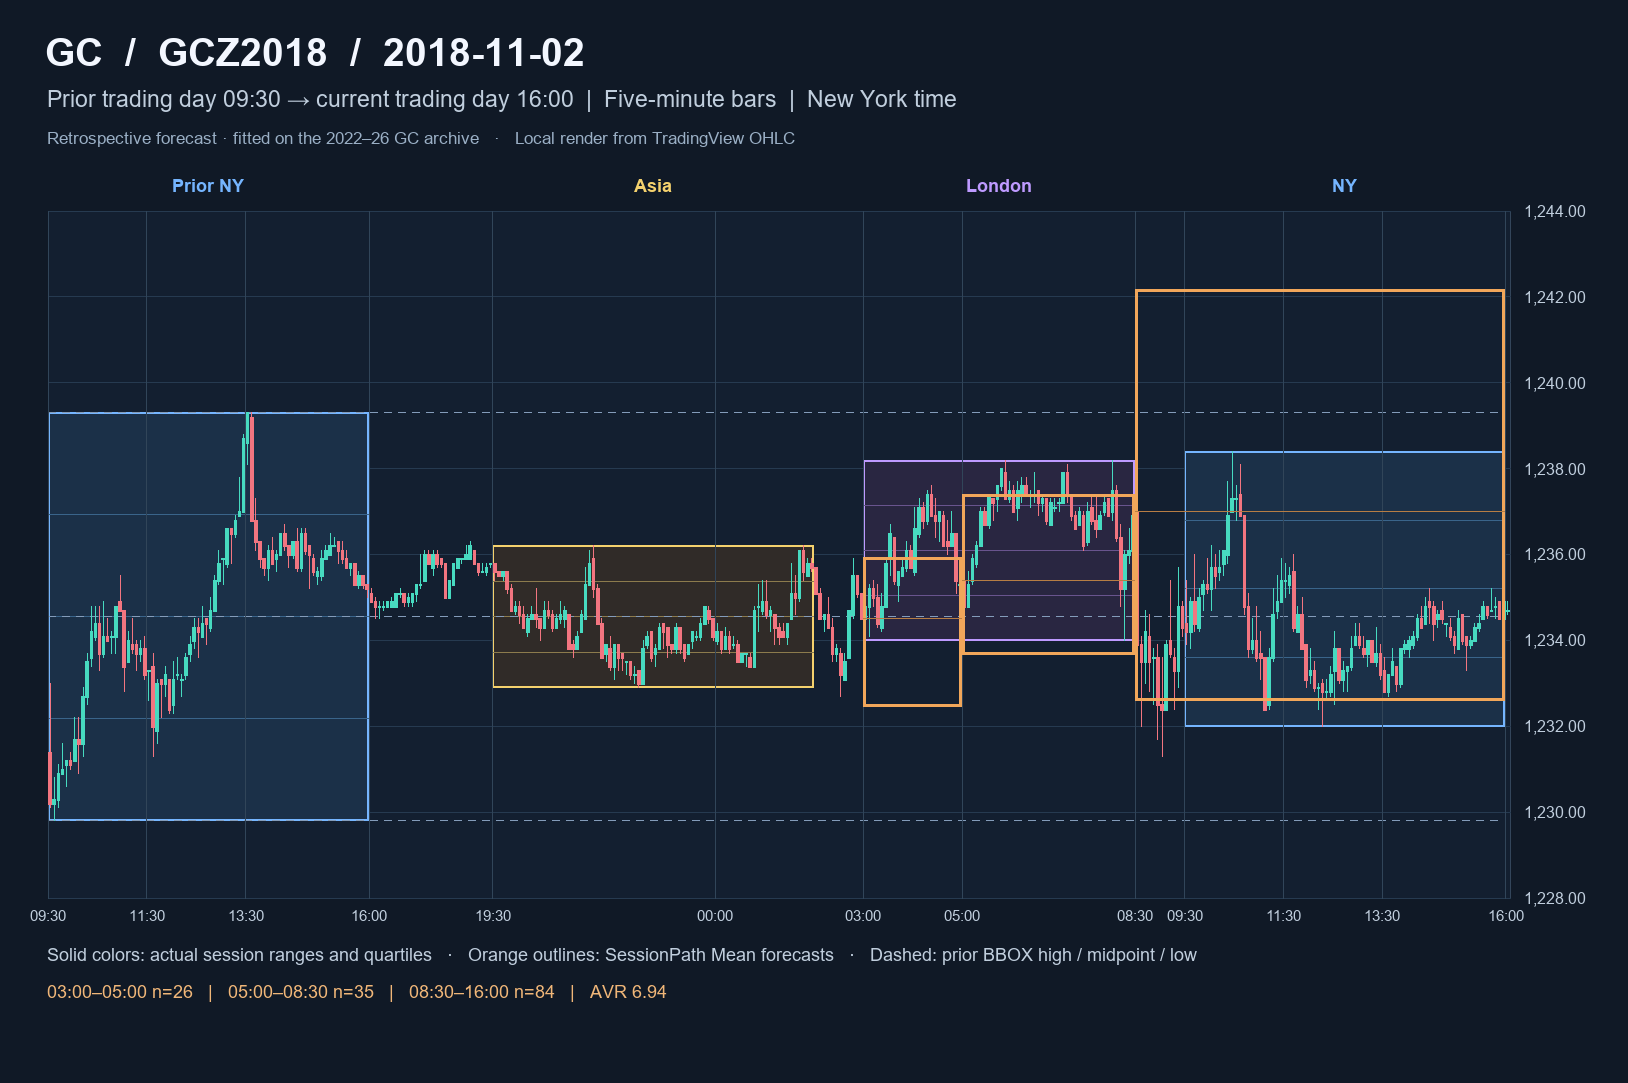 GC / GCZ2018 / 2018-11-02
Prior trading day 09:30 → current trading day 16:00 | Five-minute bars | New York time
Retrospective forecast · fitted on the 2022–26 GC archive · Local render from TradingView OHLC
Prior NY Asia London NY
1,244.00
1,242.00
1,240.00
1,238.00
1,236.00
1,234.00
1,232.00
1,230.00
1,228.00
09:30 11:30 13:30 16:00 19:30 00:00 03:00 05:00 08:30 09:30 11:30 13:30 16:00
Solid colors: actual session ranges and quartiles · Orange outlines: SessionPath Mean forecasts · Dashed: prior BBOX high / midpoint / low
03:00–05:00 n=26 | 05:00–08:30 n=35 | 08:30–16:00 n=84 | AVR 6.94